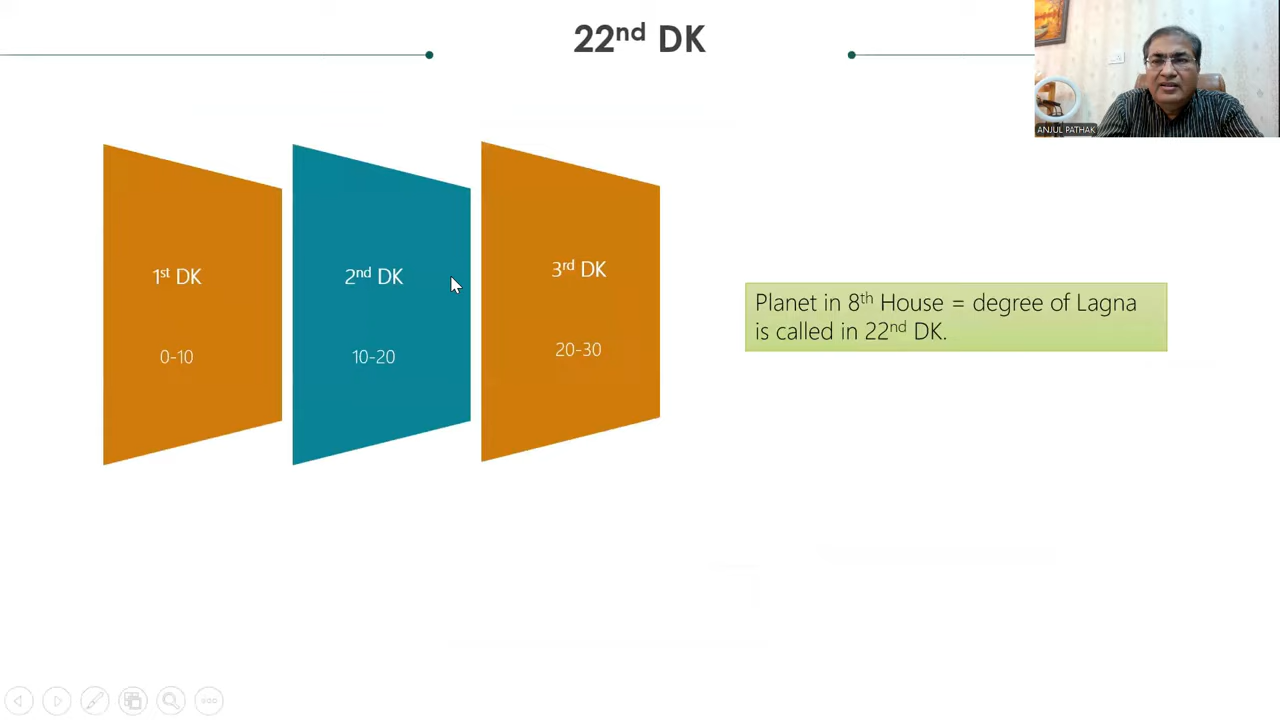 22nd DK
ANJUL PATHAK
1st DK
0-10
2nd DK
10-20
3rd DK
20-30
Planet in 8th House = degree of Lagna
is called in 22nd DK.